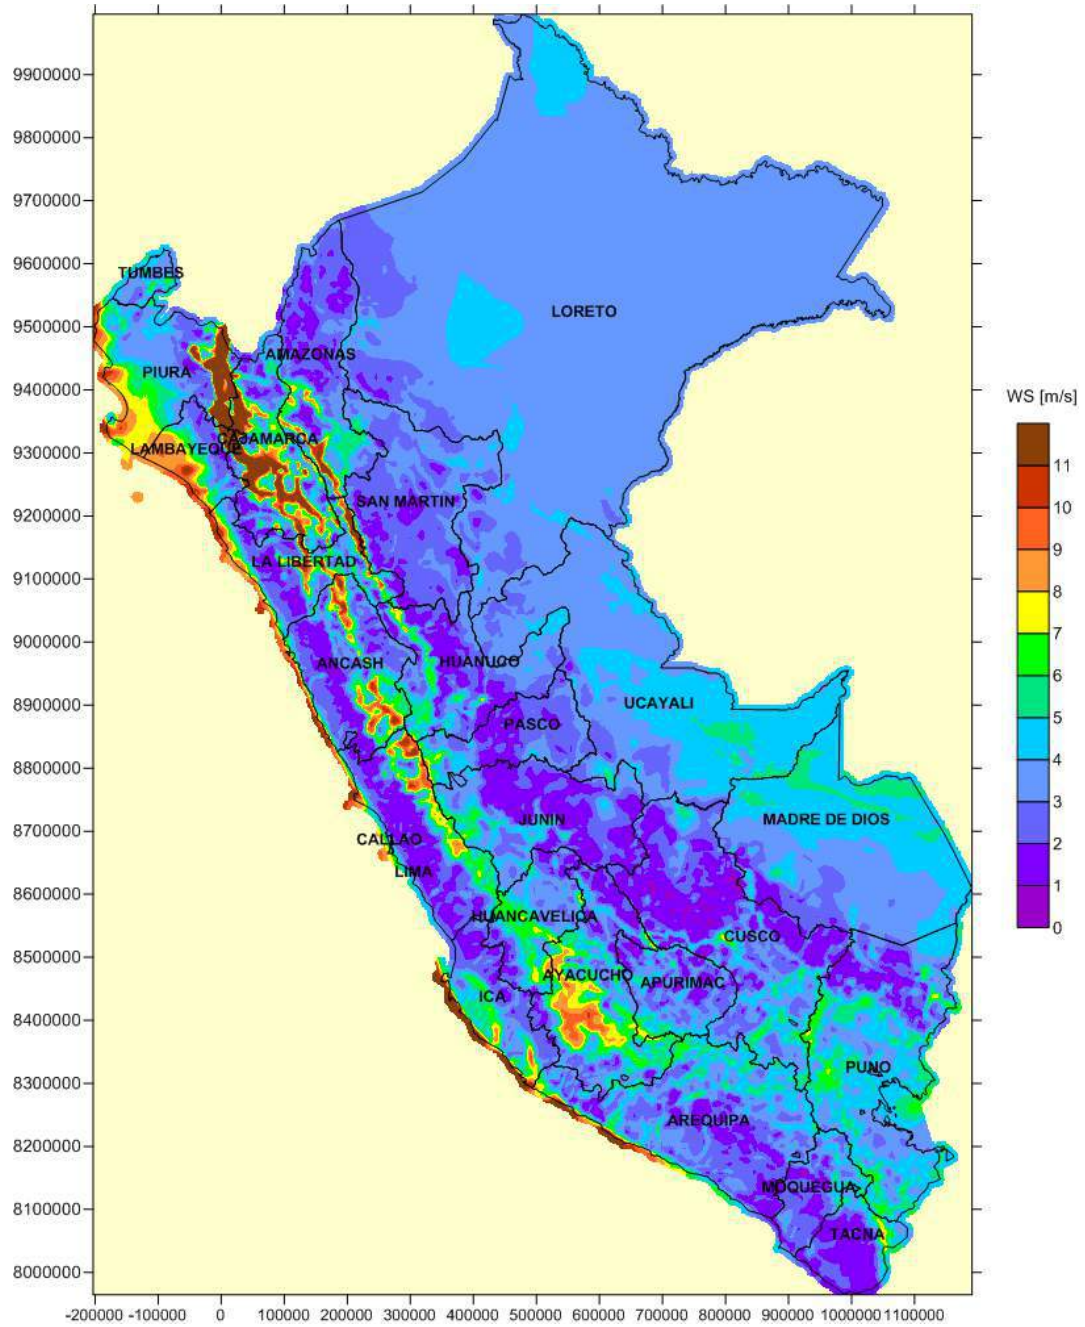 9900000
9800000
9700000
9600000
TUMBES
LORETO
9500000
AMAZONAS
PIURA
9400000
WS [m/s]
CAJAMARCA
LAMBAYEQUE
9300000
11
SAN MARTIN
10
9200000
9
LA LIBERTAD
8
9100000
7
9000000
6
ANCASH
HUANUCO
5
UCAYALI
8900000
PASCO
4
8800000
3
MADRE DE DIOS
JUNIN
8700000
2
CALLAO
LIMA
1
8600000
HUANCAVELICA
0
CUSCO
8500000
AYACUCHO
APURIMAC
ICA
8400000
PUNO
8300000
AREQUIPA
8200000
MOQUEGUA
8100000
TACNA
8000000
-200000 -100000 0 100000 200000 300000 400000 500000 600000 700000 800000 900000 1000000 1100000